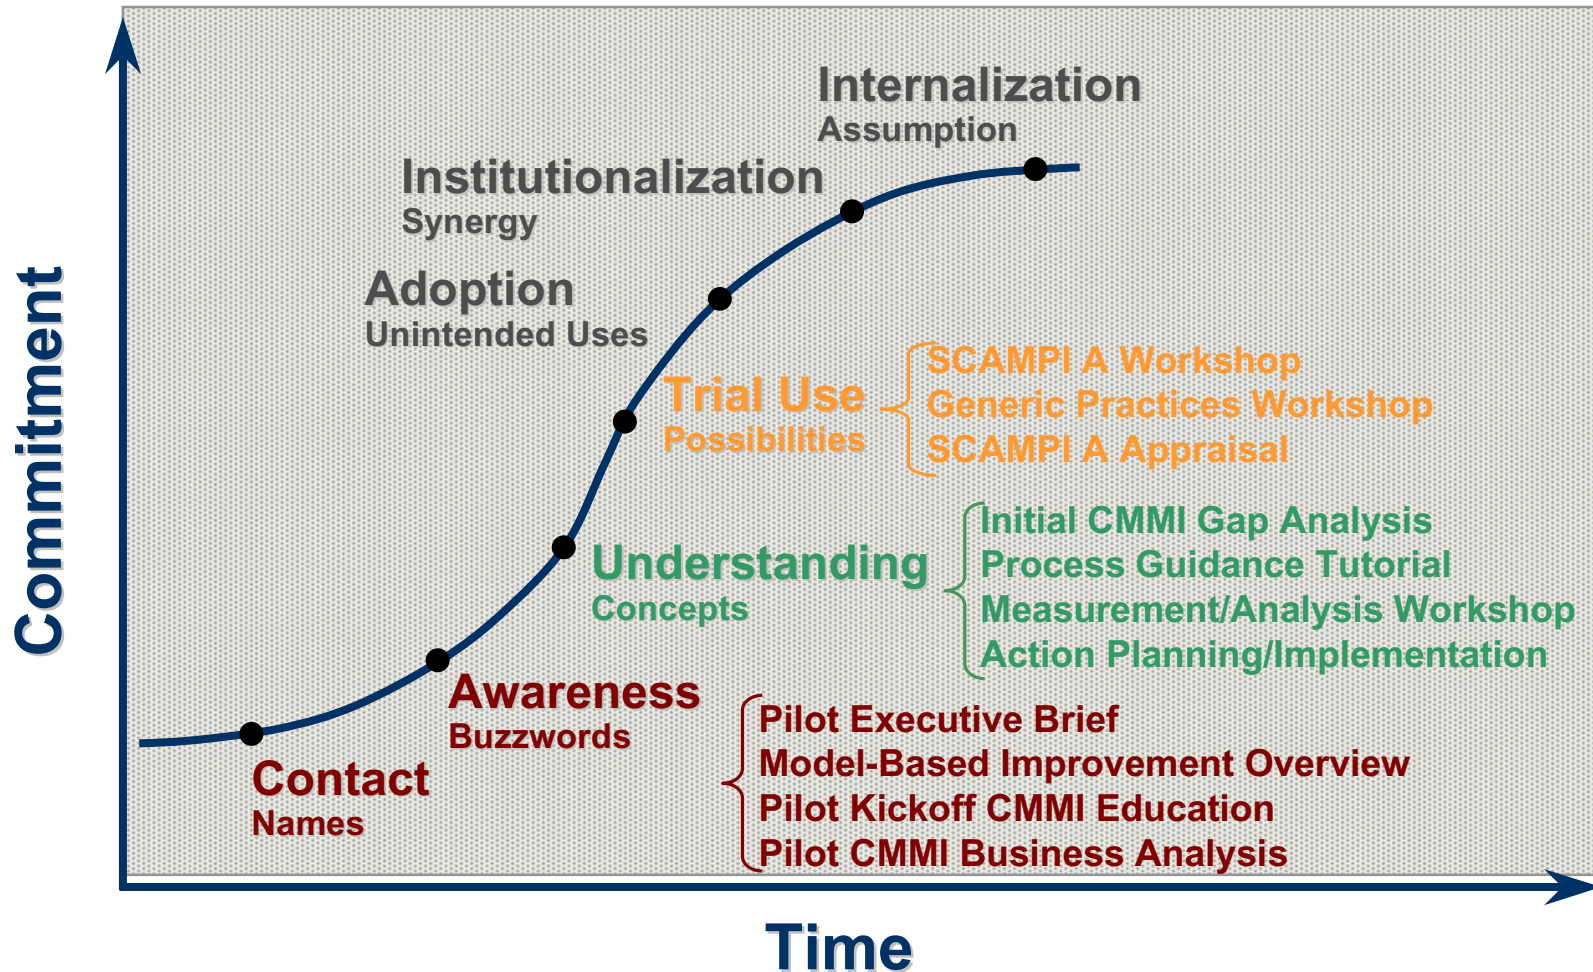 Commitment
Internalization
Assumption
Institutionalization
Synergy
Adoption
Unintended Uses
Trial Use
Possibilities
SCAMPI A Workshop
Generic Practices Workshop
SCAMPI A Appraisal
Understanding
Concepts
Initial CMMI Gap Analysis
Process Guidance Tutorial
Measurement/Analysis Workshop
Action Planning/Implementation
Awareness
Buzzwords
Contact
Names
Pilot Executive Brief
Model-Based Improvement Overview
Pilot Kickoff CMMI Education
Pilot CMMI Business Analysis
Time